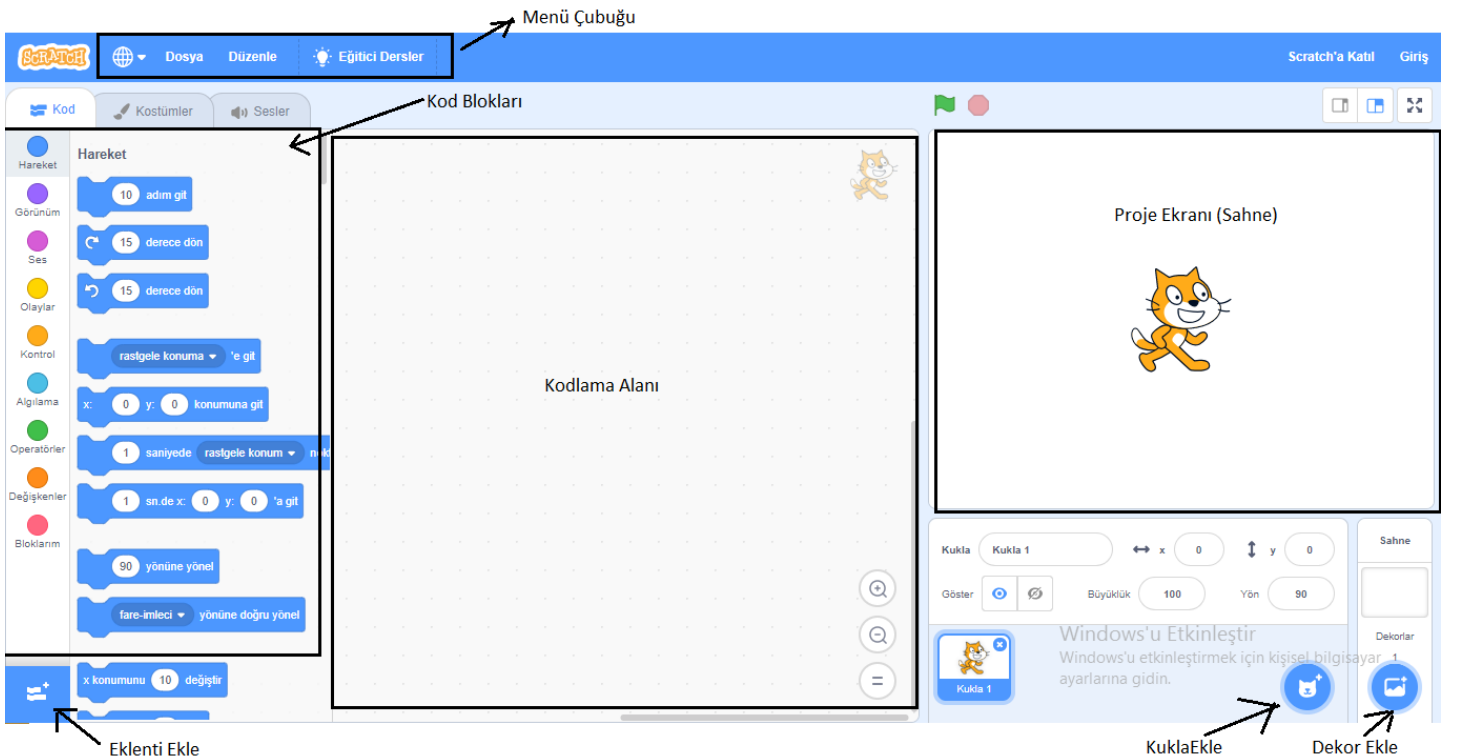 Menü Çubuğu
SCRATCH Dosya Düzenle Eğitici Dersler Scratch'a Katıl Giriş
Kod Kostümler Sesler
Kod Blokları
Hareket
Görünüm
Ses
Olaylar
Kontrol
Algılama
Operatörler
Değişkenler
Bloklarım
Hareket
10 adım git
15 derece dön
15 derece dön
rastgele konuma 'e git
x: 0 y: 0 konumuna git
1 saniyede rastgele konum
1 sn.de x: 0 y: 0 'a git
90 yönüne yönel
fare-imleci yönüne doğru yönel
x konumunu 10 değiştir
Kodlama Alanı
Proje Ekranı (Sahne)
Kukla Kukla 1 x 0 y 0
Göster Büyüklük 100 Yön 90
Kukla 1
Sahne
Dekorlar
1
Windows'u Etkinleştir
Windows'u etkinleştirmek için kişisel bilgisayar
ayarlarına gidin.
Eklenti Ekle
KuklaEkle
Dekor Ekle